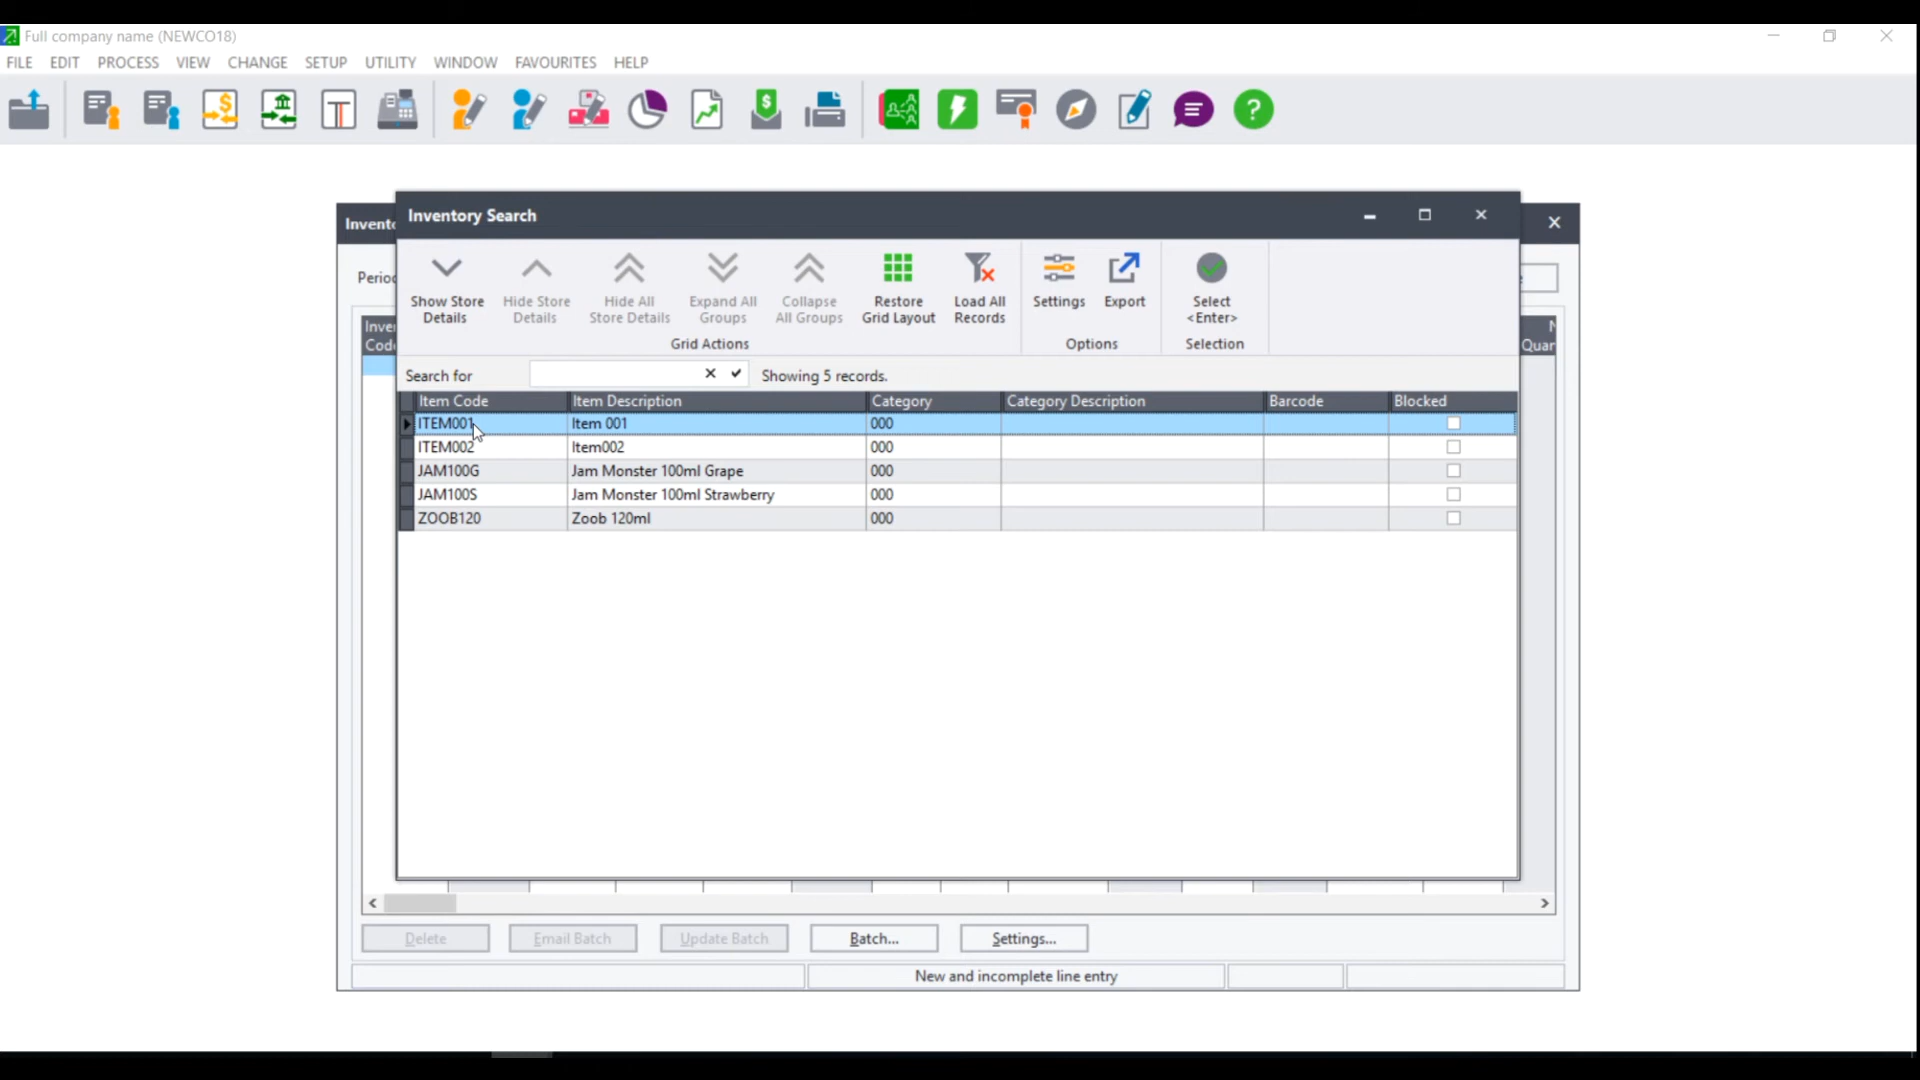 Full company name (NEWCO18)
FILE EDIT PROCESS VIEW CHANGE SETUP UTILITY WINDOW FAVOURITES HELP
Inventory Search
Show Store Details
Hide Store Details
Hide All Store Details
Expand All Groups
Collapse All Groups
Restore Grid Layout
Load All Records
Settings
Export
Select <Enter>
Grid Actions
Options
Selection
Search for
Showing 5 records.
Item Code Item Description Category Category Description Barcode Blocked
ITEM001 Item 001 000
ITEM002 Item002 000
JAM100G Jam Monster 100ml Grape 000
JAM100S Jam Monster 100ml Strawberry 000
ZOOB120 Zoob 120ml 000
Delete Email Batch Update Batch Batch... Settings...
New and incomplete line entry